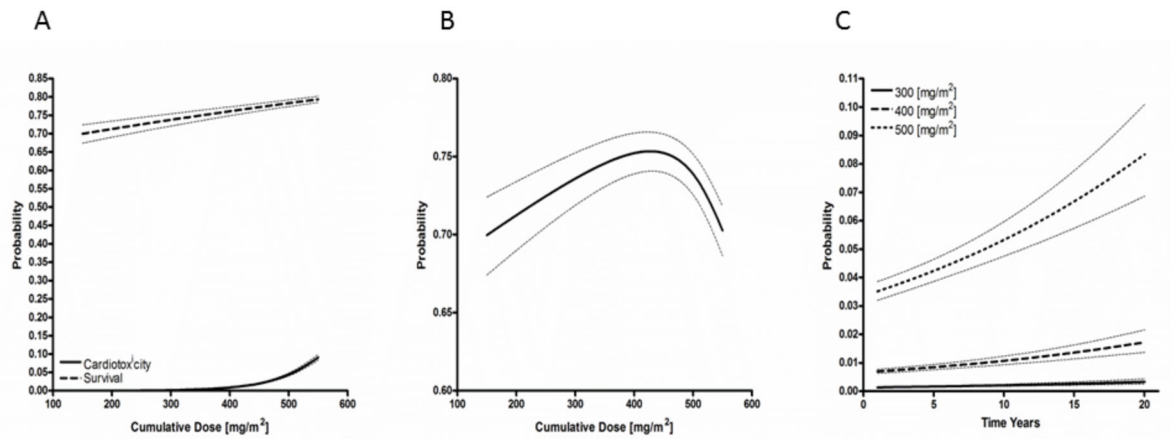 A
B
C
0.85
0.80
0.75
0.70
0.65
0.60
0.55
0.50
0.45
0.40
0.35
0.30
0.25
0.20
0.15
0.10
0.05
0.00
Probability
Cardiotoxicity
Survival
100 200 300 400 500 600
Cumulative Dose [mg/m²]
0.80
0.75
0.70
0.65
0.60
Probability
100 200 300 400 500 600
Cumulative Dose [mg/m²]
0.11
0.10
0.09
0.08
0.07
0.06
0.05
0.04
0.03
0.02
0.01
0.00
Probability
300 [mg/m²]
400 [mg/m²]
500 [mg/m²]
0 5 10 15 20
Time Years